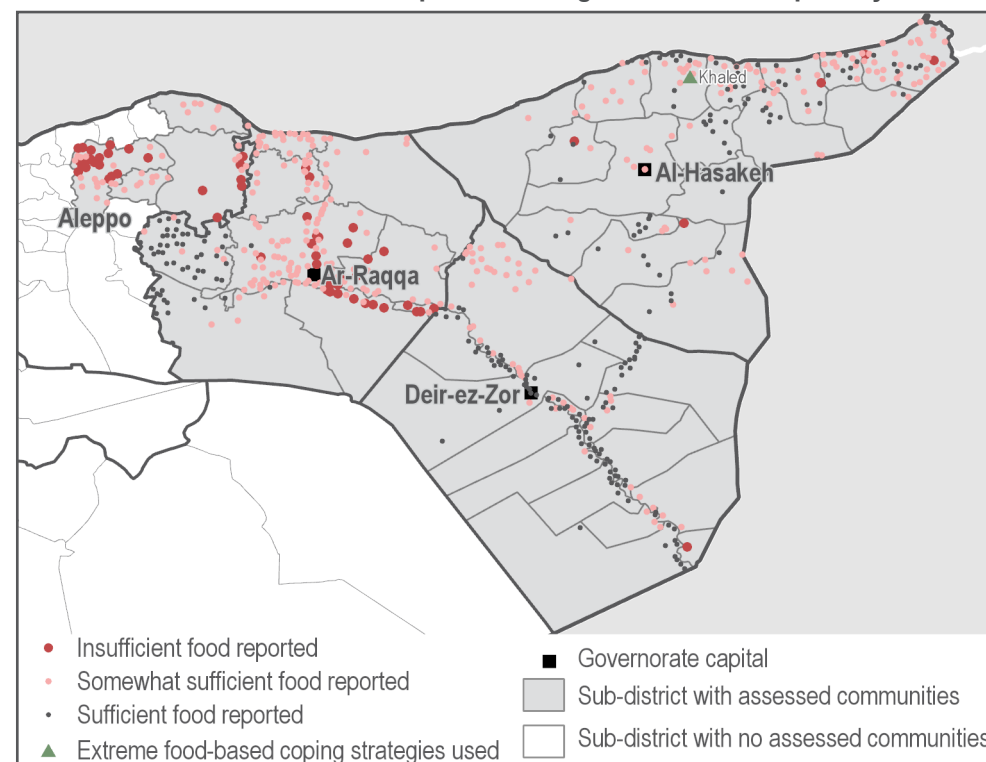 Khaled
Al-Hasakeh
Aleppo
Ar-Raqqa
Deir-ez-Zor
Insufficient food reported
Somewhat sufficient food reported
Sufficient food reported
Extreme food-based coping strategies used
Governorate capital
Sub-district with assessed communities
Sub-district with no assessed communities